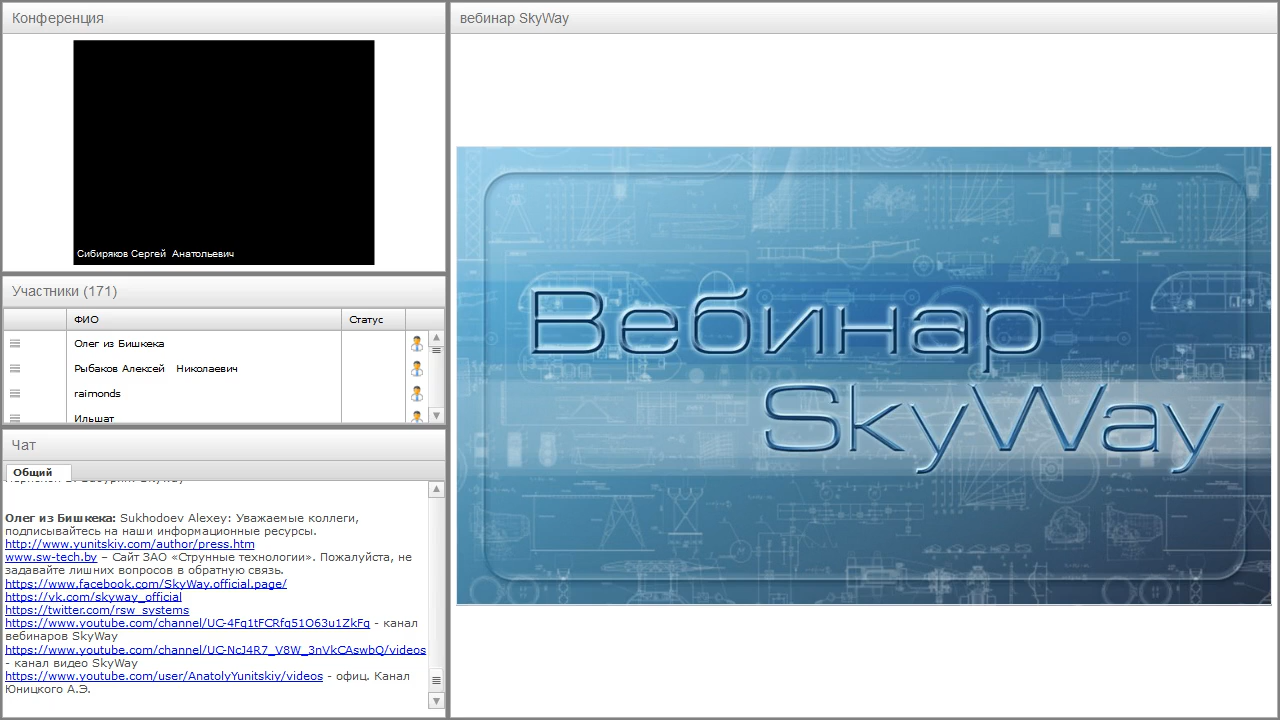 Конференция
Сибиряков Сергей Анатольевич
Участники (171)
ФИО Статус
Олег из Бишкека
Рыбаков Алексей Николаевич
raimonds
Ильшат
Чат
Общий
Олег из Бишкека: Sukhodoev Alexey: Уважаемые коллеги,
подписывайтесь на наши информационные ресурсы.
http://www.yunitskiy.com/author/press.htm
www.sw-tech.by – Сайт ЗАО «Струнные технологии». Пожалуйста, не
задавайте лишних вопросов в обратную связь.
https://www.facebook.com/SkyWay.official.page/
https://vk.com/skyway_official
https://twitter.com/rsw_systems
https://www.youtube.com/channel/UC-4Fq1tFCRfg51O63u1ZkFg - канал
вебинаров SkyWay
https://www.youtube.com/channel/UC-NcJ4R7_V8W_3nVkCAswbQ/videos
- канал видео SkyWay
https://www.youtube.com/user/AnatolyYunitskiy/videos - офиц. Канал
Юницкого А.Э.
вебинар SkyWay
Вебинар
SkyWay